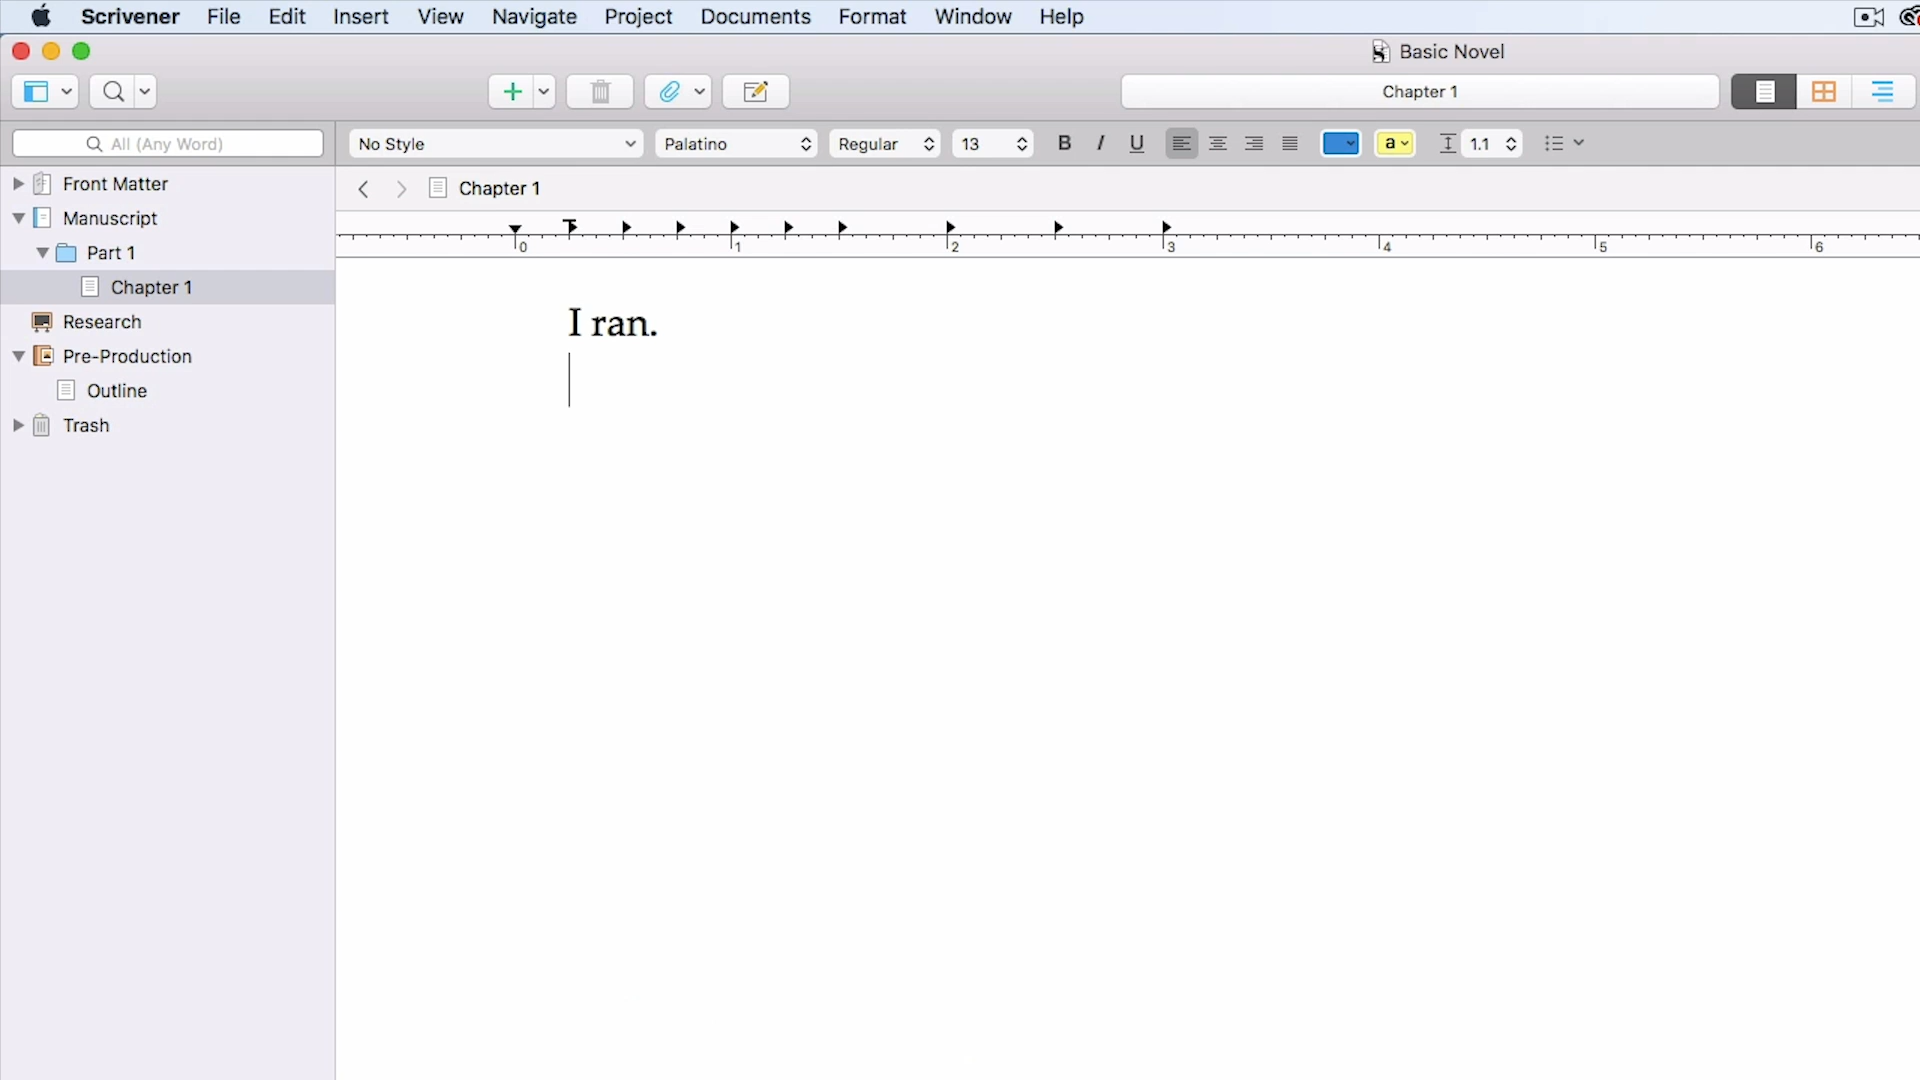 Scrivener File Edit Insert View Navigate Project Documents Format Window Help
Basic Novel
Chapter 1
All (Any Word)
No Style Palatino Regular 13 B I U a 1.1
Front Matter
Manuscript
Part 1
Chapter 1
Research
Pre-Production
Outline
Trash
Chapter 1
0 1 2 3 4 5 6
I ran.